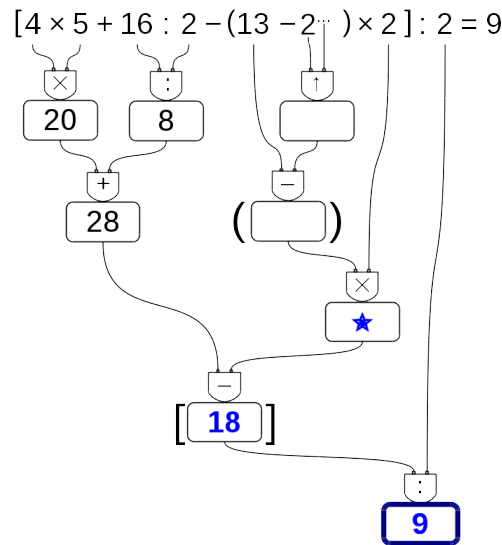 [4 × 5 + 16 : 2 − (13 − 2^… ) × 2 ] : 2 = 9
× : ↑
20 8
+ −
28 ( )
×
−
[ 18 ]
:
9